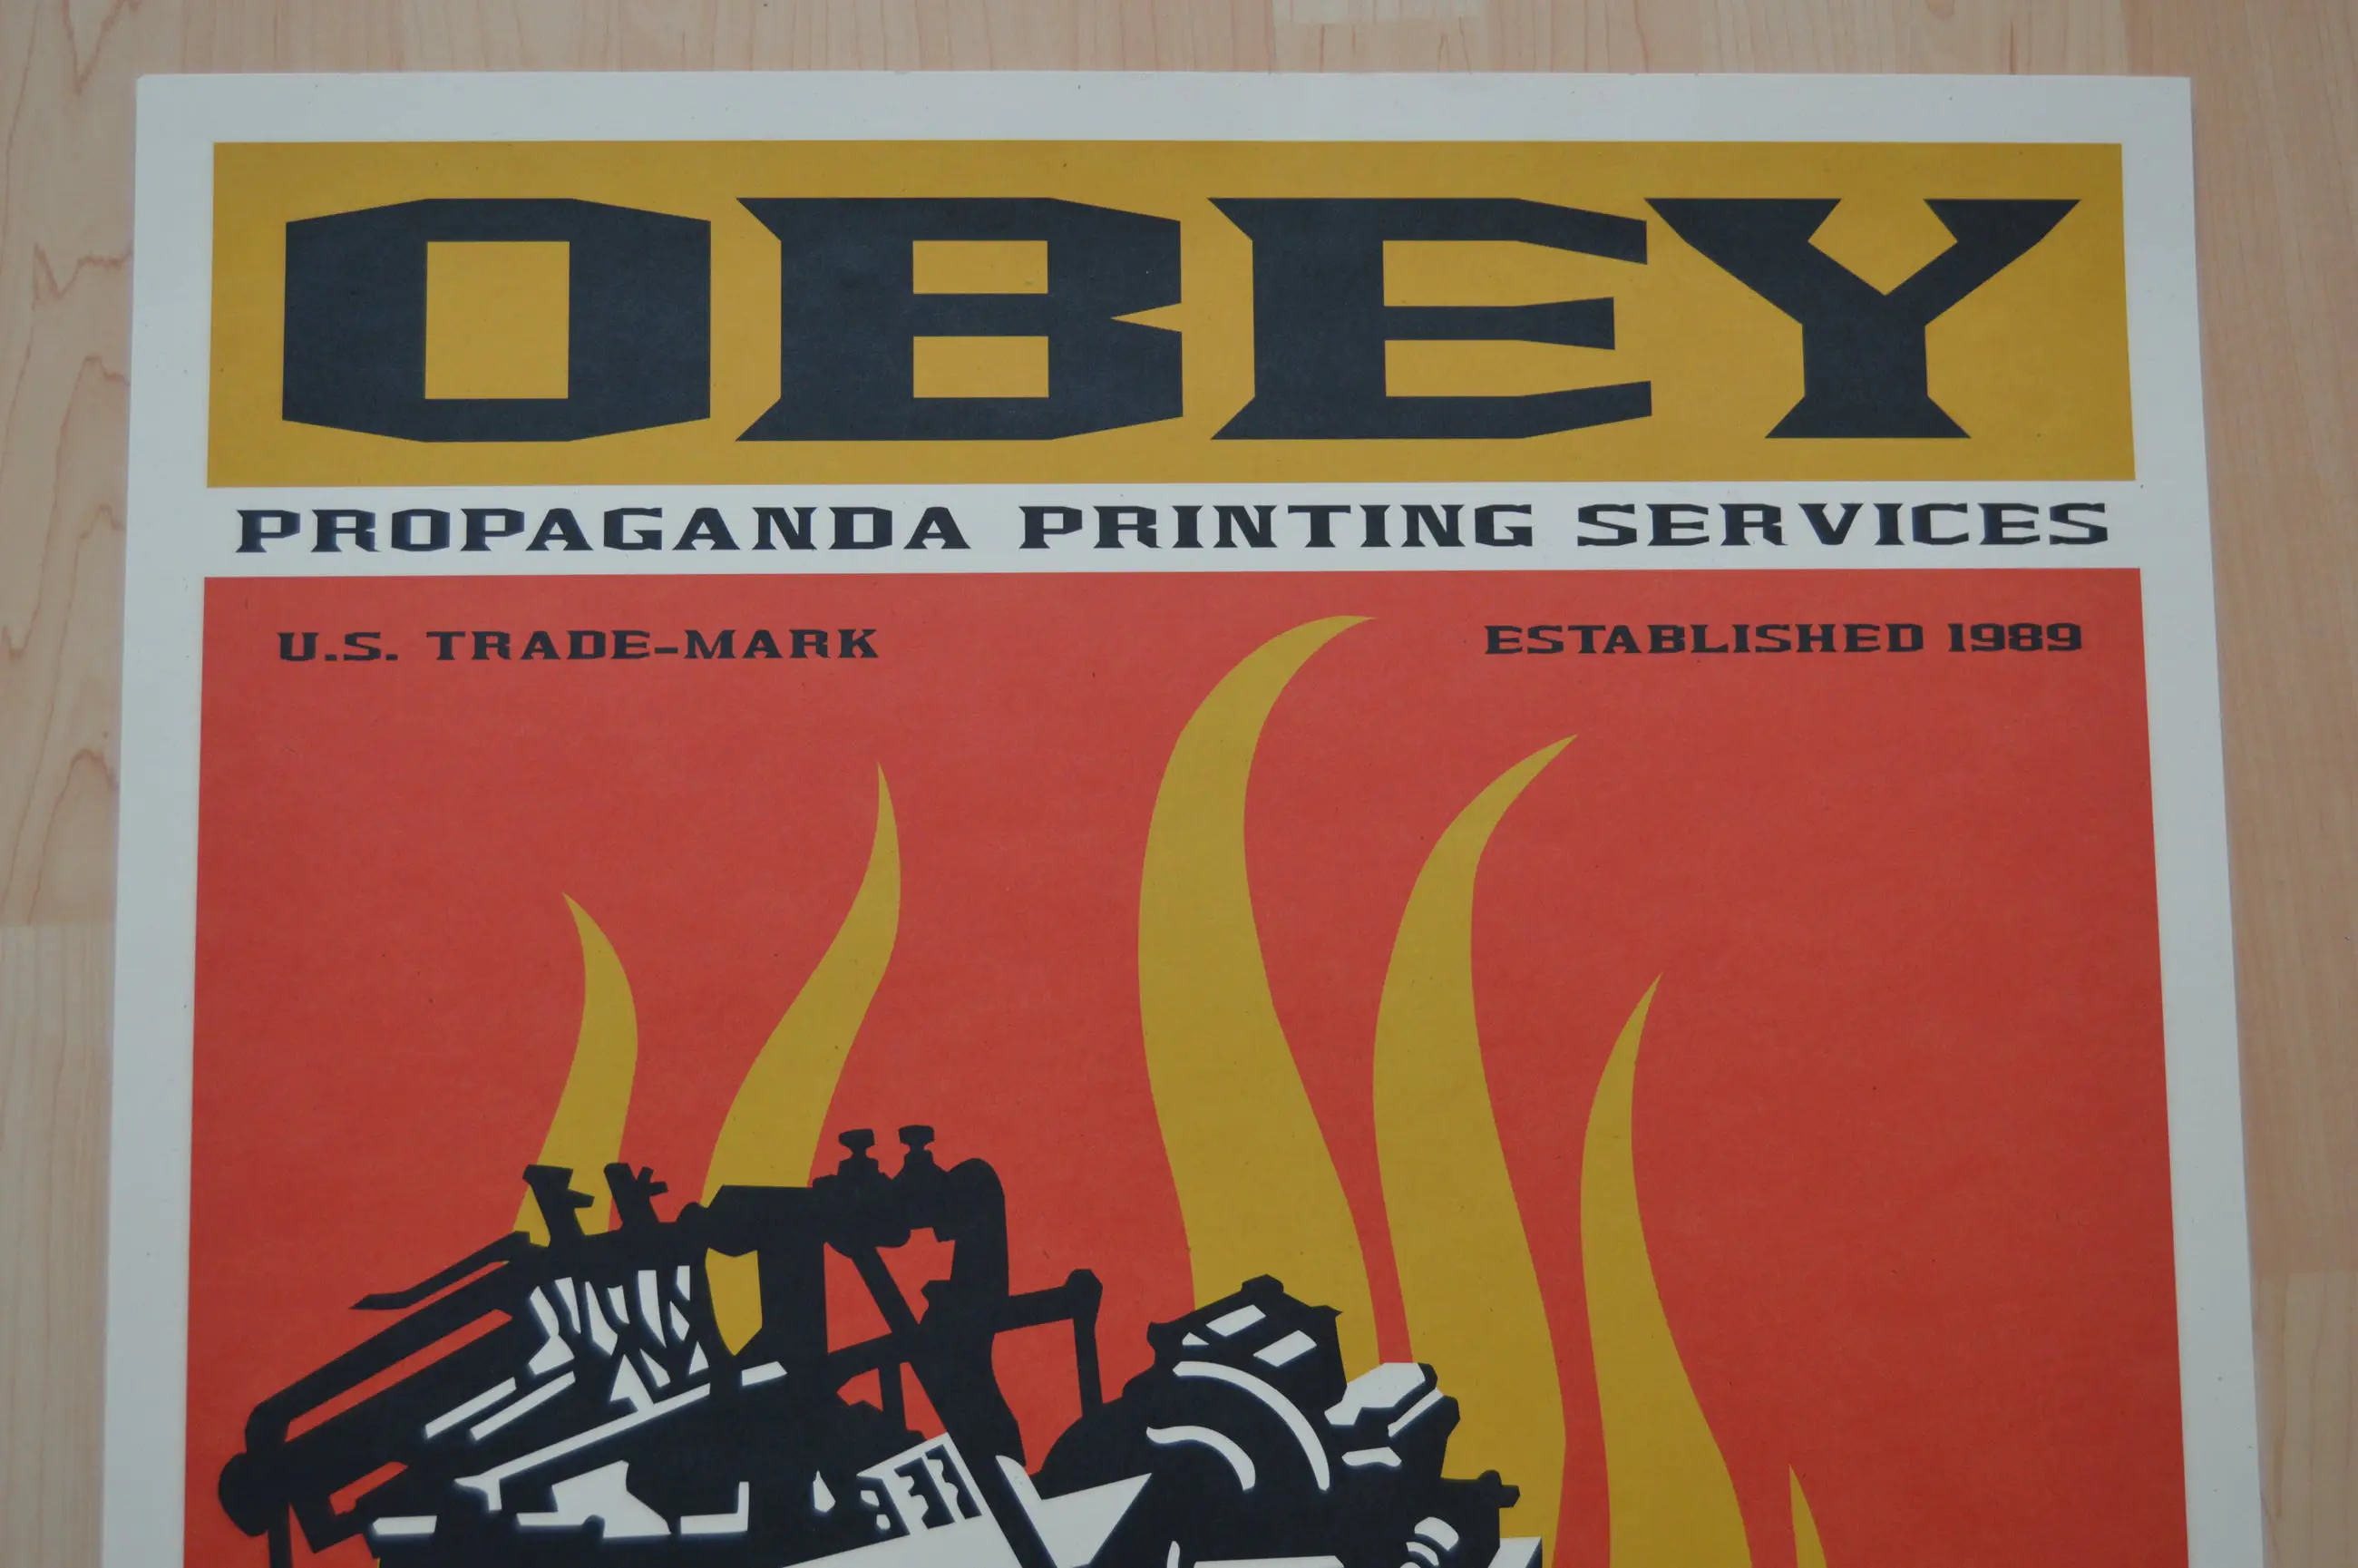 OBEY
PROPAGANDA PRINTING SERVICES
U.S. TRADE-MARK
ESTABLISHED 1989